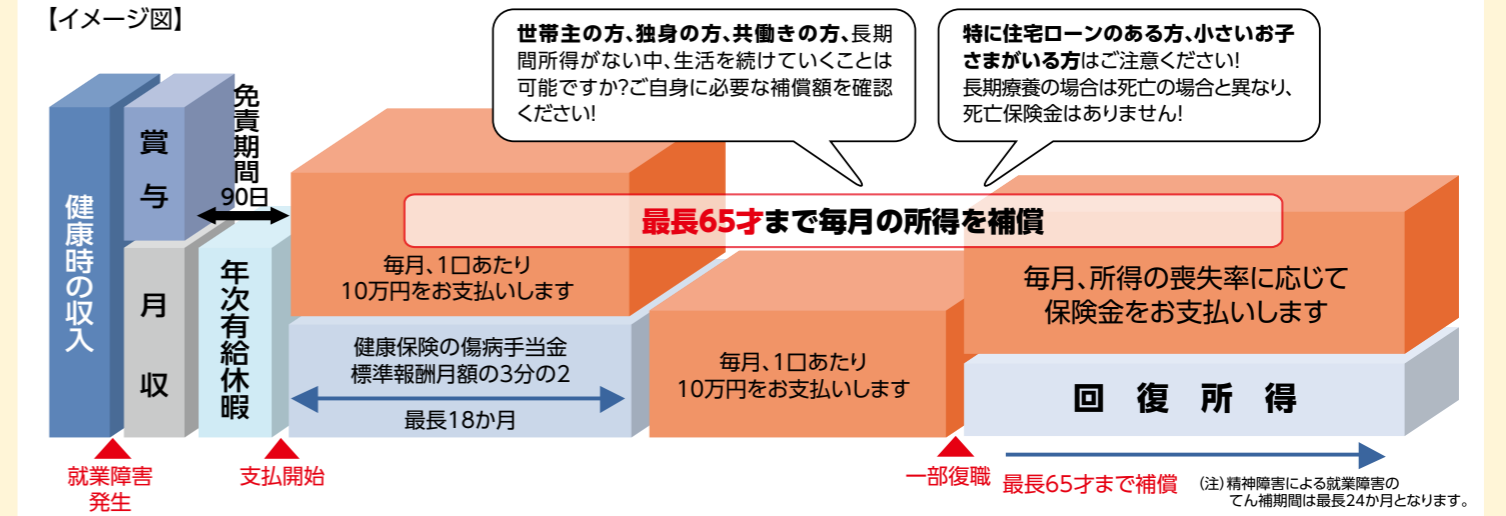 【イメージ図】
世帯主の方、独身の方、共働きの方、長期
間所得がない中、生活を続けていくことは
可能ですか?ご自身に必要な補償額を確認
ください!
特に住宅ローンのある方、小さいお子
さまがいる方はご注意ください!
長期療養の場合は死亡の場合と異なり、
死亡保険金はありません!
健康時の収入
賞与
月収
免責期間
90日
年次有給休暇
最長65才まで毎月の所得を補償
毎月、1口あたり
10万円をお支払いします
健康保険の傷病手当金
標準報酬月額の3分の2
最長18か月
毎月、1口あたり
10万円をお支払いします
毎月、所得の喪失率に応じて
保険金をお支払いします
回復所得
就業障害
発生
支払開始
一部復職
最長65才まで補償
(注)精神障害による就業障害の
てん補期間は最長24か月となります。